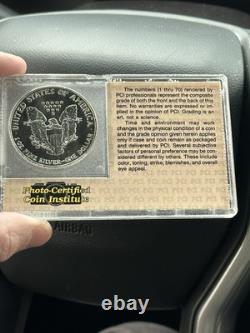 The numbers (1 thru 70) rendered by
PCI professionals represent the composite
grade of both the front and the back of this
item. No warranties are expressed or im-
plied in the opinion of PCI. Grading is an
art, not a science.
Time and environment may work
changes in the physical condition of a coin
and the grade opinion given herein applies
only if case and coin remain as packaged
and delivered by PCI. Several subjective
factors of personal preference may be con-
sidered different by others. These include
color, toning, strike, blemishes, and overall
eye appeal.
UNITED STATES OF AMERICA
1 OZ. FINE SILVER~ONE DOLLAR
Photo-Certified
Coin Institute
AIRBAG